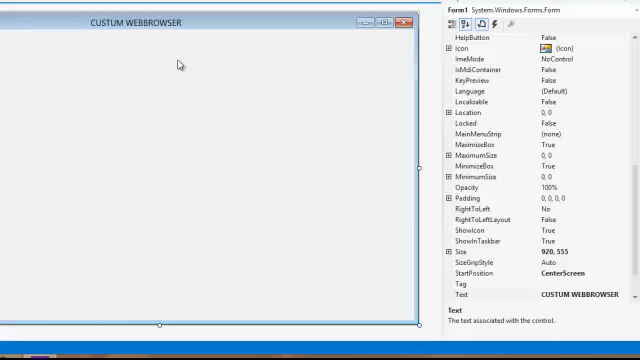 CUSTUM WEBBROWSER
Form1 System.Windows.Forms.Form
HelpButton False
Icon (Icon)
ImeMode NoControl
IsMdiContainer False
KeyPreview False
Language (Default)
Localizable False
Location 0, 0
Locked False
MainMenuStrip (none)
MaximizeBox True
MaximumSize 0, 0
MinimizeBox True
MinimumSize 0, 0
Opacity 100%
Padding 0, 0, 0, 0
RightToLeft No
RightToLeftLayout False
ShowIcon True
ShowInTaskbar True
Size 920, 555
SizeGripStyle Auto
StartPosition CenterScreen
Tag
Text CUSTUM WEBBROWSER
Text
The text associated with the control.